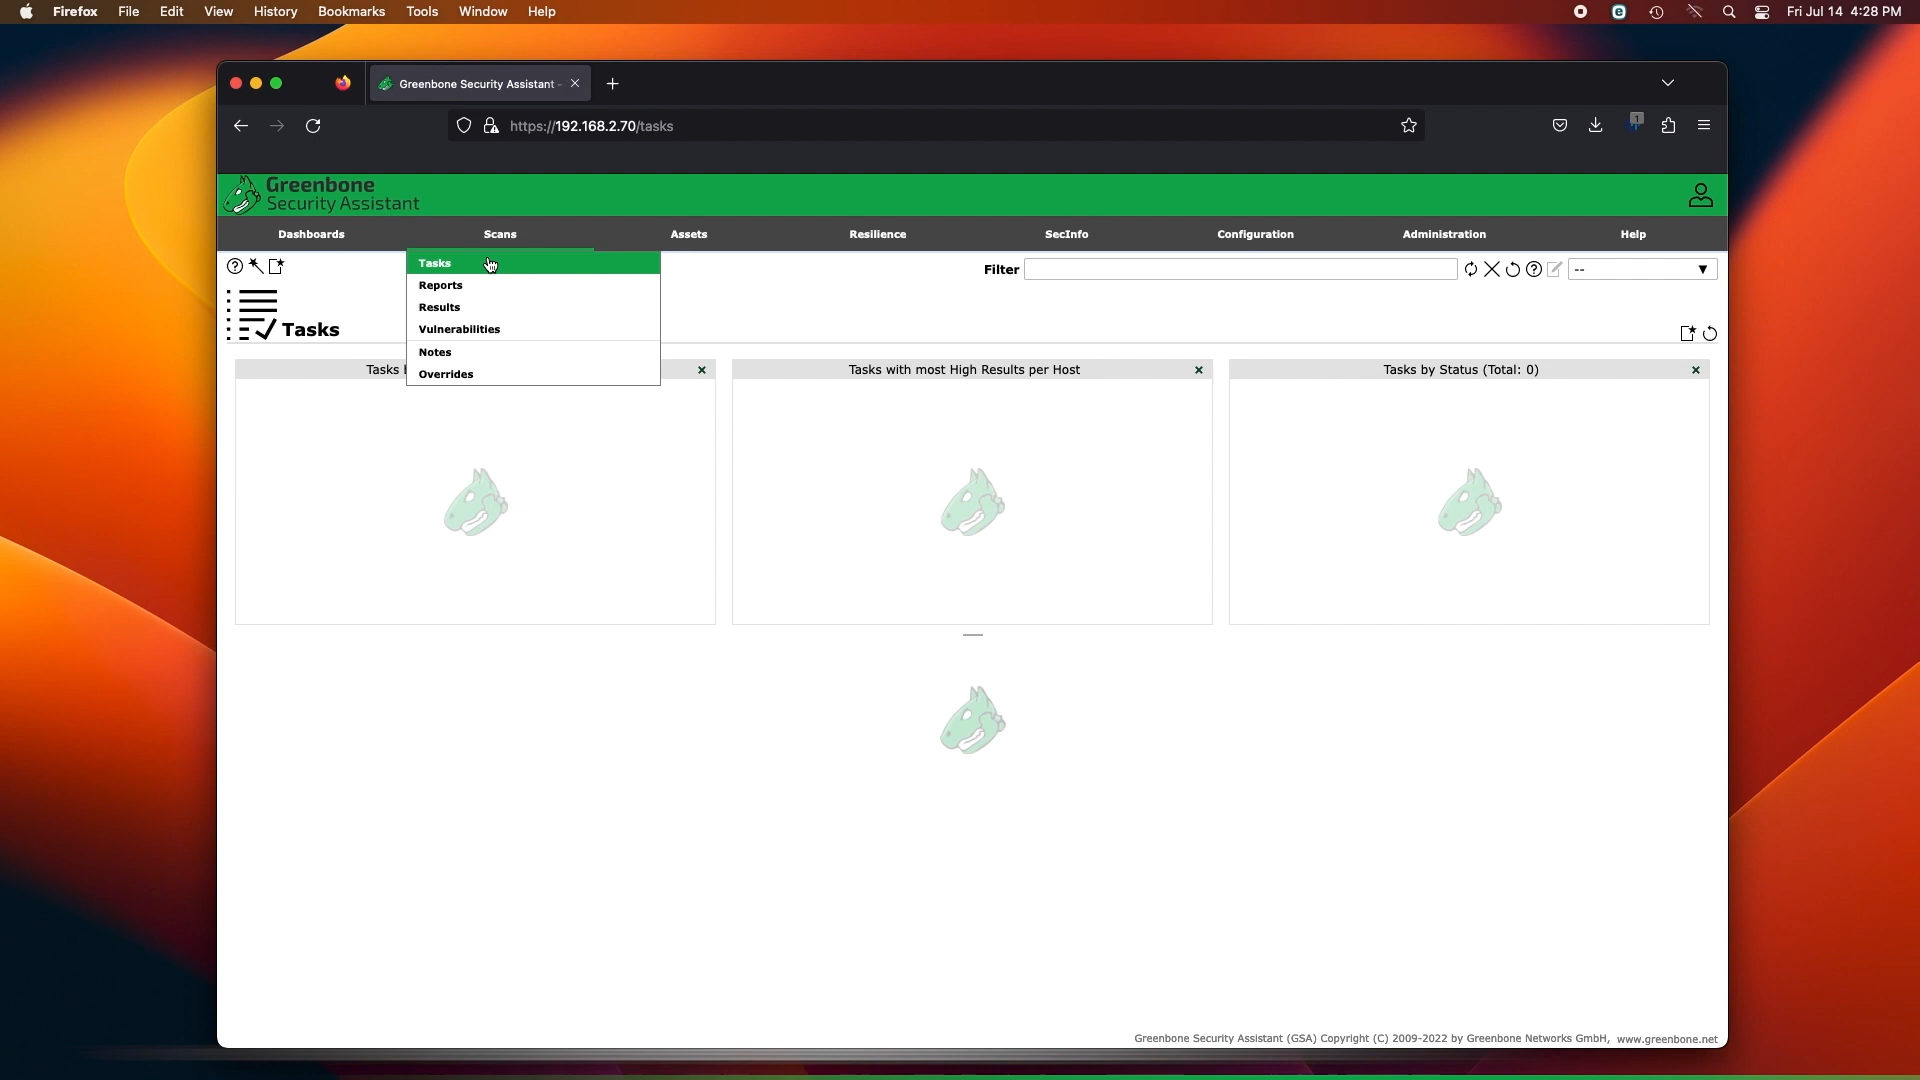 Firefox File Edit View History Bookmarks Tools Window Help
Fri Jul 14 4:28 PM
Greenbone Security Assistant -
https://192.168.2.70/tasks
1
Greenbone
Security Assistant
Dashboards Scans Assets Resilience SecInfo Configuration Administration Help
Tasks
Reports
Results
Vulnerabilities
Notes
Overrides
Filter
--
Tasks
Tasks
Tasks with most High Results per Host
Tasks by Status (Total: 0)
Greenbone Security Assistant (GSA) Copyright (C) 2009-2022 by Greenbone Networks GmbH, www.greenbone.net